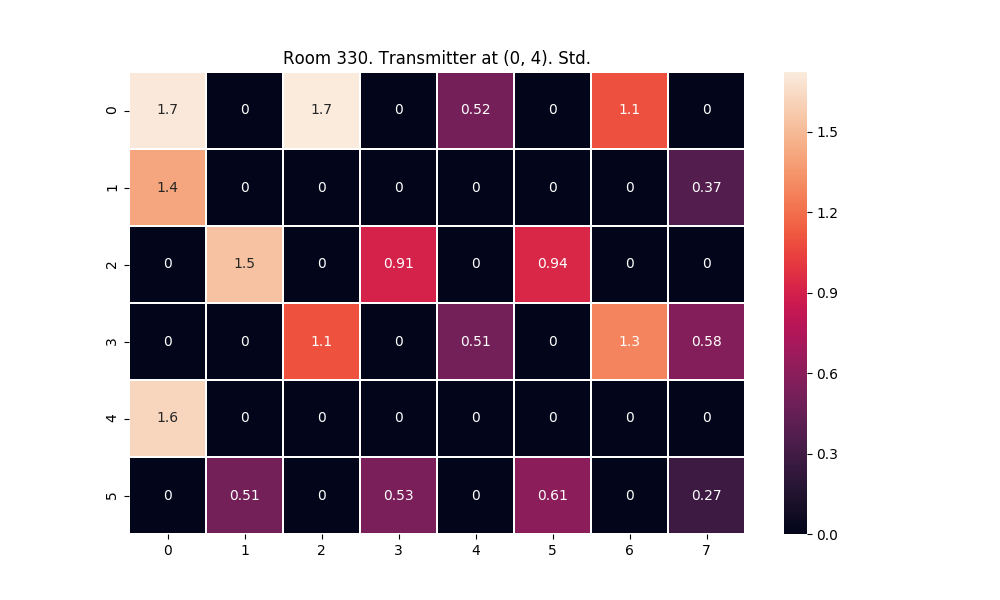 Room 330. Transmitter at (0, 4). Std.
0 1.7 0 1.7 0 0.52 0 1.1 0
1 1.4 0 0 0 0 0 0 0.37
2 0 1.5 0 0.91 0 0.94 0 0
3 0 0 1.1 0 0.51 0 1.3 0.58
4 1.6 0 0 0 0 0 0 0
5 0 0.51 0 0.53 0 0.61 0 0.27
0 1 2 3 4 5 6 7
1.5
1.2
0.9
0.6
0.3
0.0